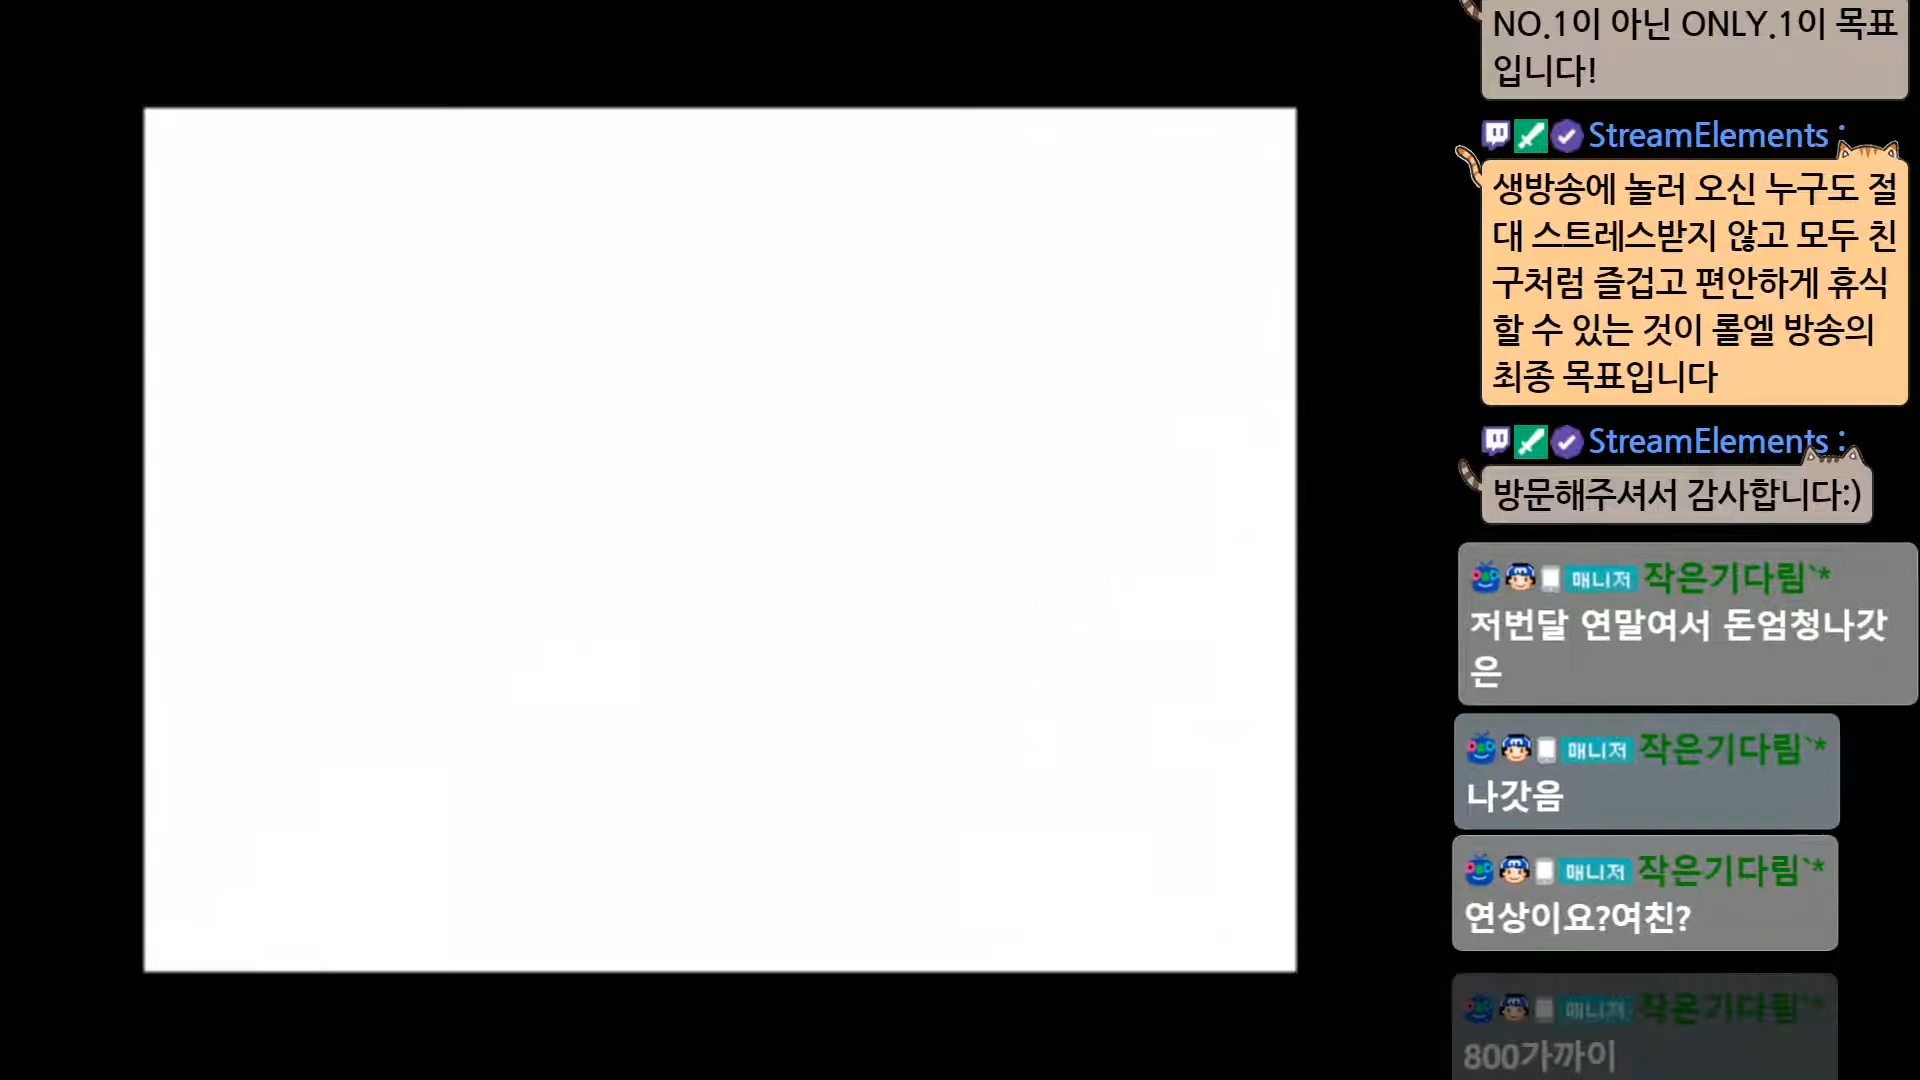 NO.1이 아닌 ONLY.1이 목표
입니다!
StreamElements :
생방송에 놀러 오신 누구도 절
대 스트레스받지 않고 모두 친
구처럼 즐겁고 편안하게 휴식
할 수 있는 것이 롤엘 방송의
최종 목표입니다
StreamElements :
방문해주셔서 감사합니다:)
매니저 작은기다림`*
저번달 연말여서 돈엄청나갓
은
매니저 작은기다림`*
나갓음
매니저 작은기다림`*
연상이요?여친?
매니저 작은기다림`*
800가까이